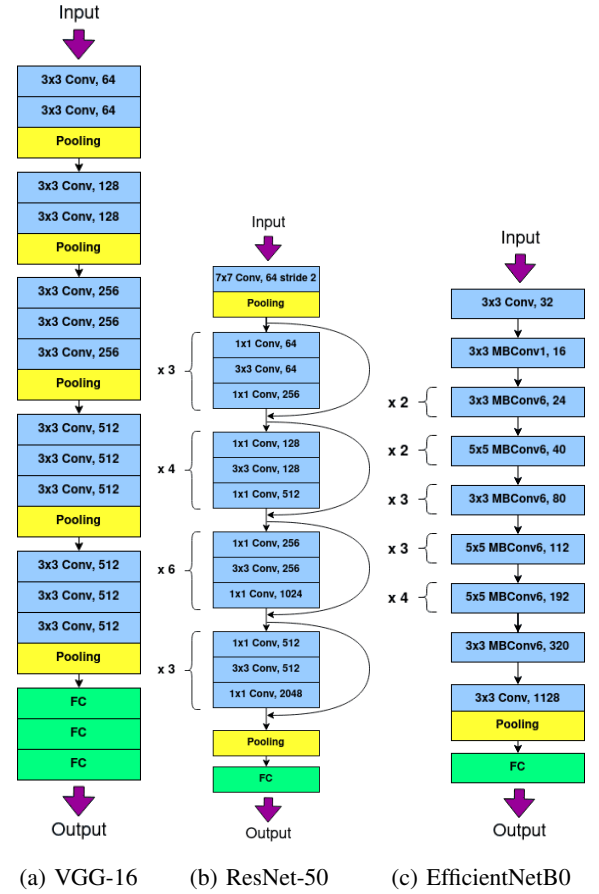 Input
3x3 Conv, 64
3x3 Conv, 64
Pooling
3x3 Conv, 128
3x3 Conv, 128
Pooling
3x3 Conv, 256
3x3 Conv, 256
3x3 Conv, 256
Pooling
3x3 Conv, 512
3x3 Conv, 512
3x3 Conv, 512
Pooling
3x3 Conv, 512
3x3 Conv, 512
3x3 Conv, 512
Pooling
FC
FC
FC
Output
(a) VGG-16
Input
7x7 Conv, 64 stride 2
Pooling
x 3
1x1 Conv, 64
3x3 Conv, 64
1x1 Conv, 256
x 4
1x1 Conv, 128
3x3 Conv, 128
1x1 Conv, 512
x 6
1x1 Conv, 256
3x3 Conv, 256
1x1 Conv, 1024
x 3
1x1 Conv, 512
3x3 Conv, 512
1x1 Conv, 2048
Pooling
FC
Output
(b) ResNet-50
Input
3x3 Conv, 32
3x3 MBConv1, 16
x 2
3x3 MBConv6, 24
x 2
5x5 MBConv6, 40
x 3
3x3 MBConv6, 80
x 3
5x5 MBConv6, 112
x 4
5x5 MBConv6, 192
3x3 MBConv6, 320
3x3 Conv, 1128
Pooling
FC
Output
(c) EfficientNetB0